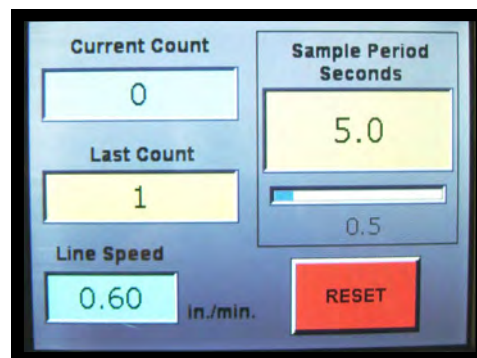 Current Count
0
Last Count
1
Line Speed
0.60 in./min.
Sample Period
Seconds
5.0
0.5
RESET